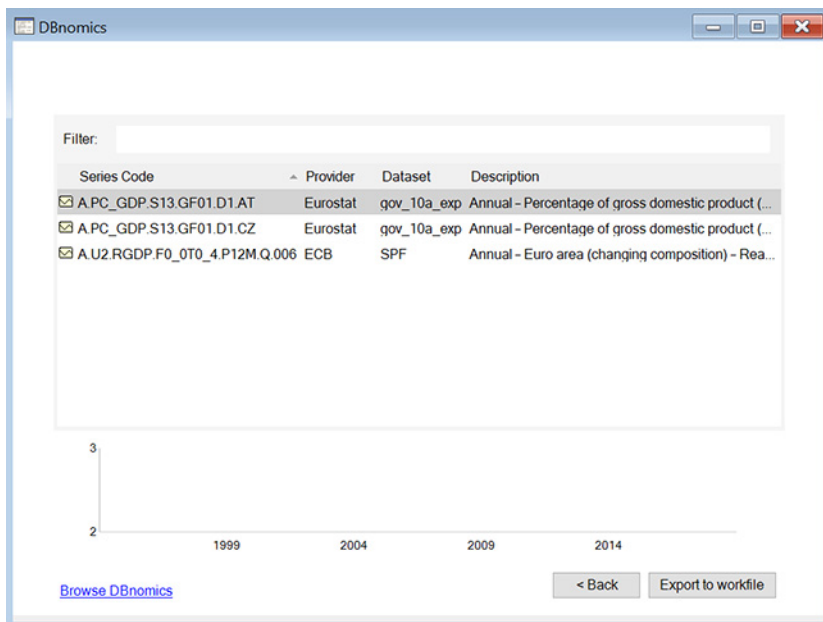 DBnomics
Filter:
Series Code Provider Dataset Description
A.PC_GDP.S13.GF01.D1.AT Eurostat gov_10a_exp Annual – Percentage of gross domestic product (...
A.PC_GDP.S13.GF01.D1.CZ Eurostat gov_10a_exp Annual – Percentage of gross domestic product (...
A.U2.RGDP.F0_0T0_4.P12M.Q.006 ECB SPF Annual – Euro area (changing composition) – Rea...
3
2
1999 2004 2009 2014
Browse DBnomics < Back Export to workfile